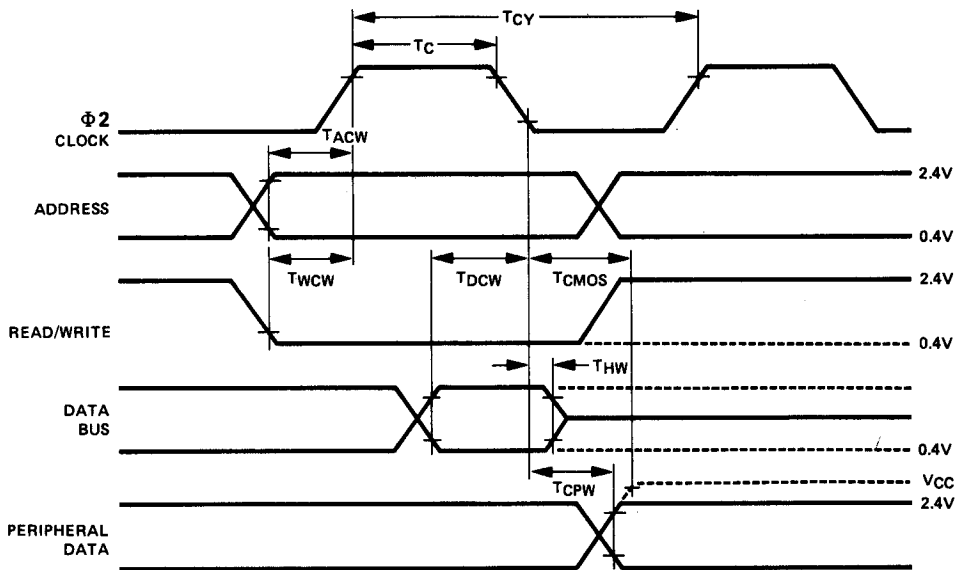 TCY
TC
Φ2
CLOCK
TACW
2.4V
ADDRESS
0.4V
TWCW
TDCW
TCMOS
2.4V
READ/WRITE
0.4V
THW
DATA
BUS
0.4V
TCPW
VCC
2.4V
PERIPHERAL
DATA